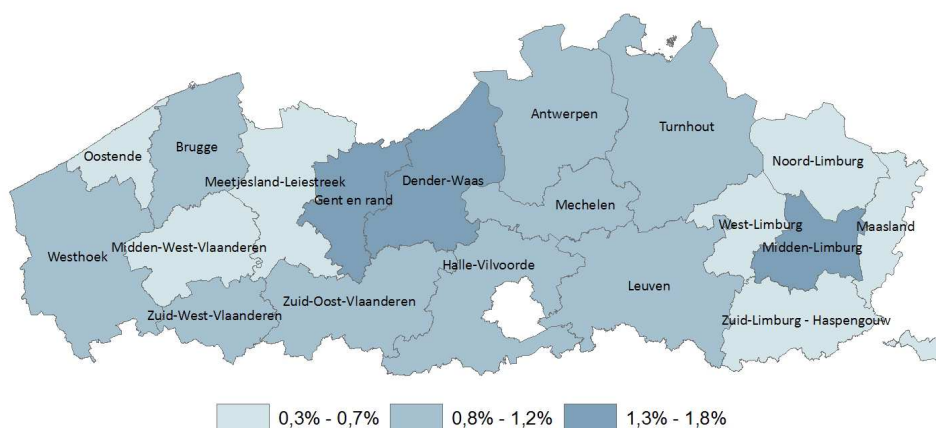 Antwerpen
Turnhout
Brugge
Oostende
Noord-Limburg
Meetjesland-Leiestreek
Dender-Waas
Gent en rand
Mechelen
West-Limburg
Maasland
Midden-West-Vlaanderen
Midden-Limburg
Westhoek
Halle-Vilvoorde
Leuven
Zuid-Oost-Vlaanderen
Zuid-West-Vlaanderen
Zuid-Limburg - Haspengouw
0,3% - 0,7%
0,8% - 1,2%
1,3% - 1,8%